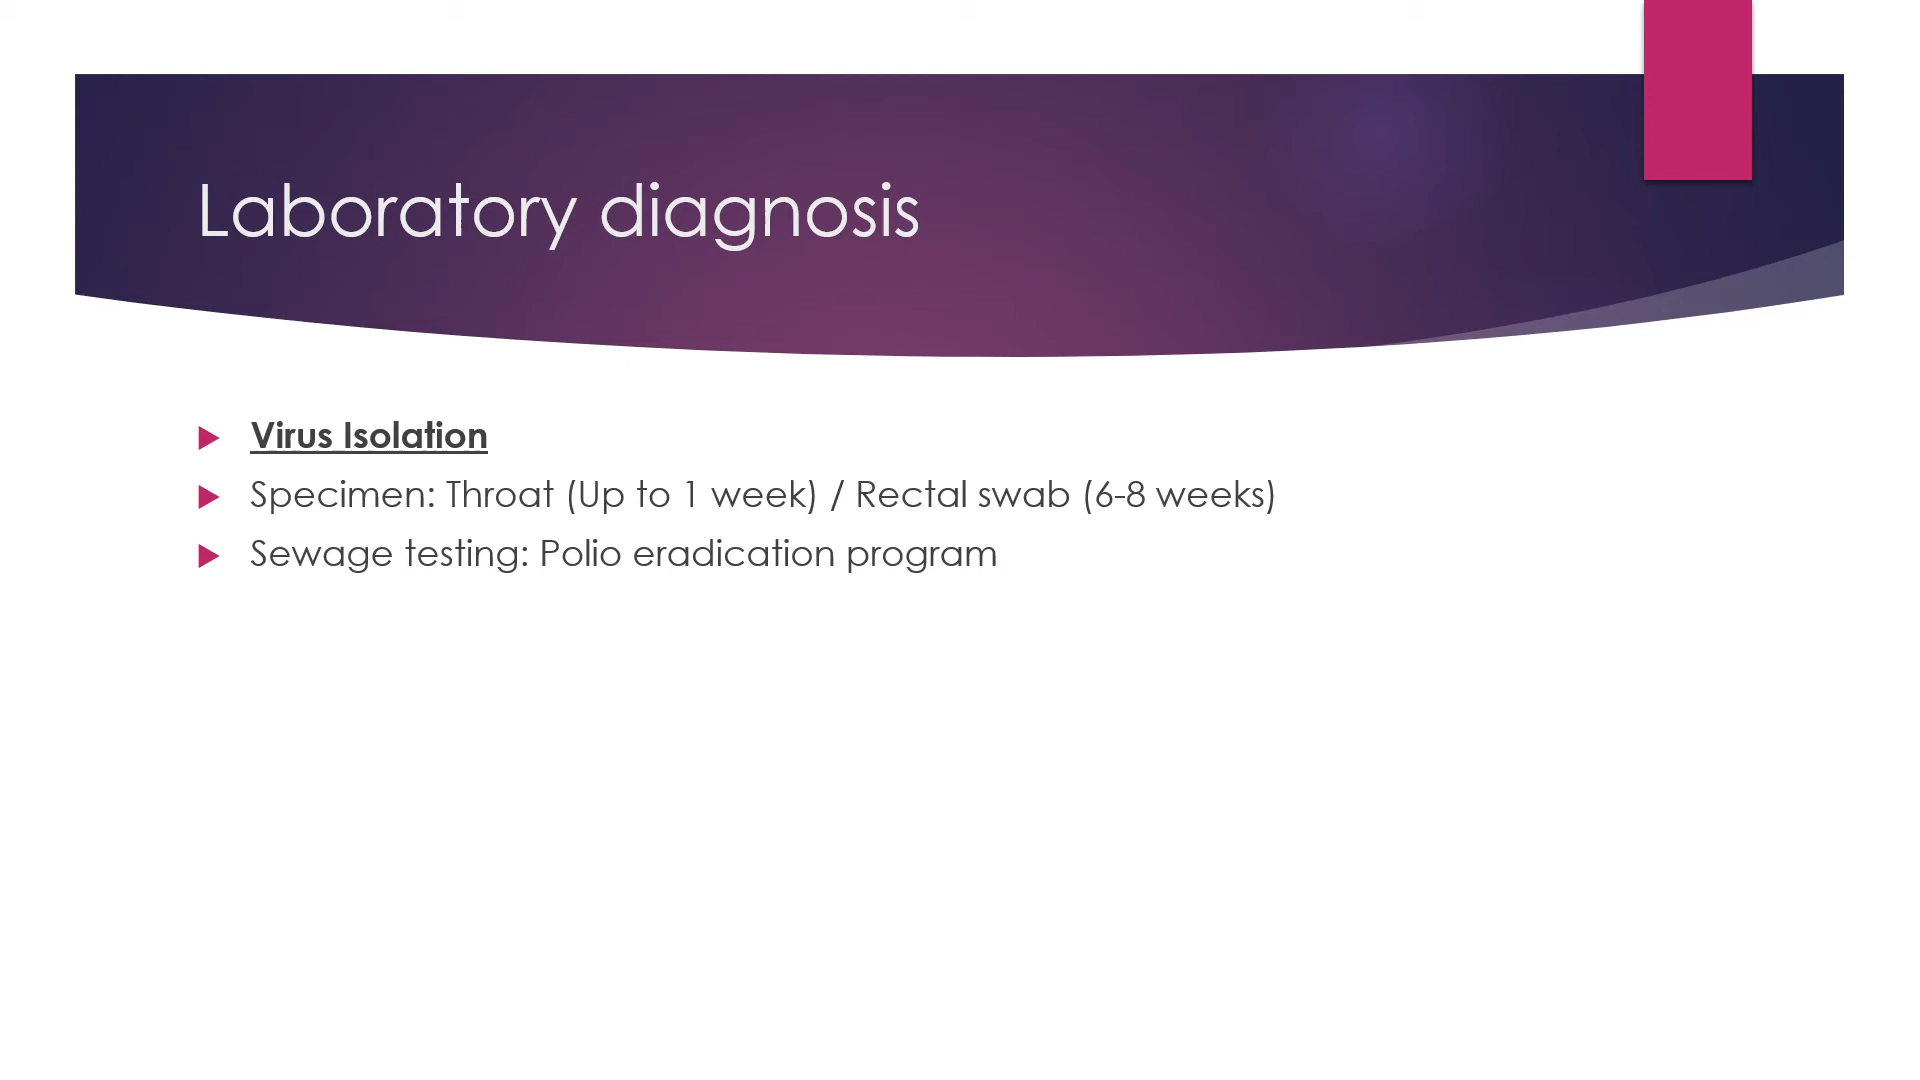 Laboratory diagnosis
Virus Isolation
Specimen: Throat (Up to 1 week) / Rectal swab (6-8 weeks)
Sewage testing: Polio eradication program